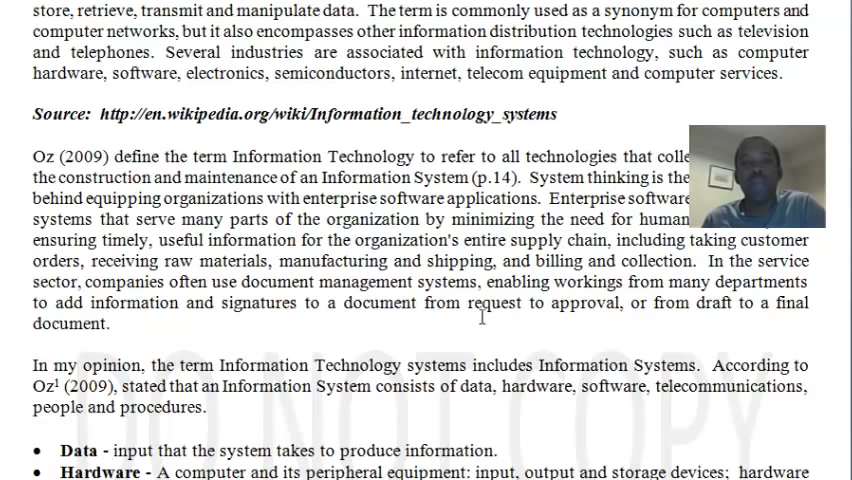 store, retrieve, transmit and manipulate data. The term is commonly used as a synonym for computers and
computer networks, but it also encompasses other information distribution technologies such as television
and telephones. Several industries are associated with information technology, such as computer
hardware, software, electronics, semiconductors, internet, telecom equipment and computer services.
Source: http://en.wikipedia.org/wiki/Information_technology_systems
Oz (2009) define the term Information Technology to refer to all technologies that colle
the construction and maintenance of an Information System (p.14). System thinking is the
behind equipping organizations with enterprise software applications. Enterprise software
systems that serve many parts of the organization by minimizing the need for human
ensuring timely, useful information for the organization's entire supply chain, including taking customer
orders, receiving raw materials, manufacturing and shipping, and billing and collection. In the service
sector, companies often use document management systems, enabling workings from many departments
to add information and signatures to a document from request to approval, or from draft to a final
document.
In my opinion, the term Information Technology systems includes Information Systems. According to
Oz¹ (2009), stated that an Information System consists of data, hardware, software, telecommunications,
people and procedures.
• Data - input that the system takes to produce information.
• Hardware - A computer and its peripheral equipment: input, output and storage devices; hardware
DO NOT COPY